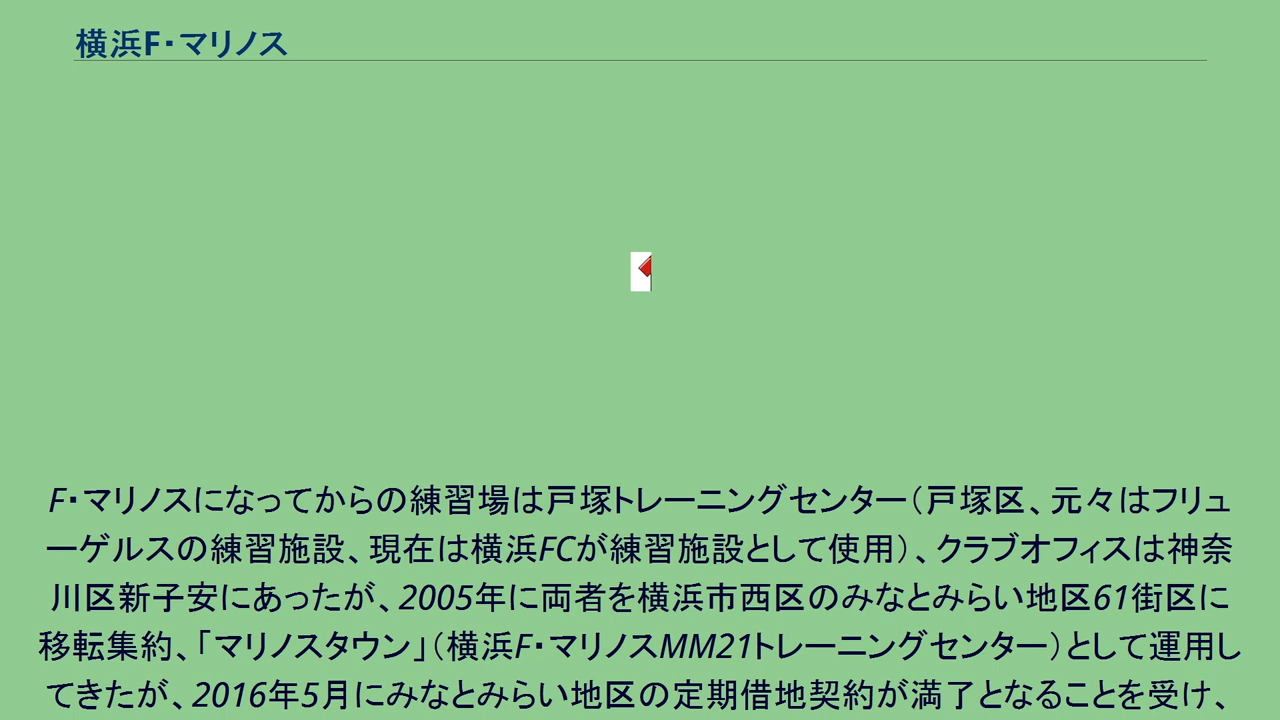 横浜F・マリノス
F・マリノスになってからの練習場は戸塚トレーニングセンター（戸塚区、元々はフリュ
ーゲルスの練習施設、現在は横浜FCが練習施設として使用）、クラブオフィスは神奈
川区新子安にあったが、2005年に両者を横浜市西区のみなとみらい地区61街区に
移転集約、「マリノスタウン」（横浜F・マリノスMM21トレーニングセンター）として運用し
てきたが、2016年5月にみなとみらい地区の定期借地契約が満了となることを受け、